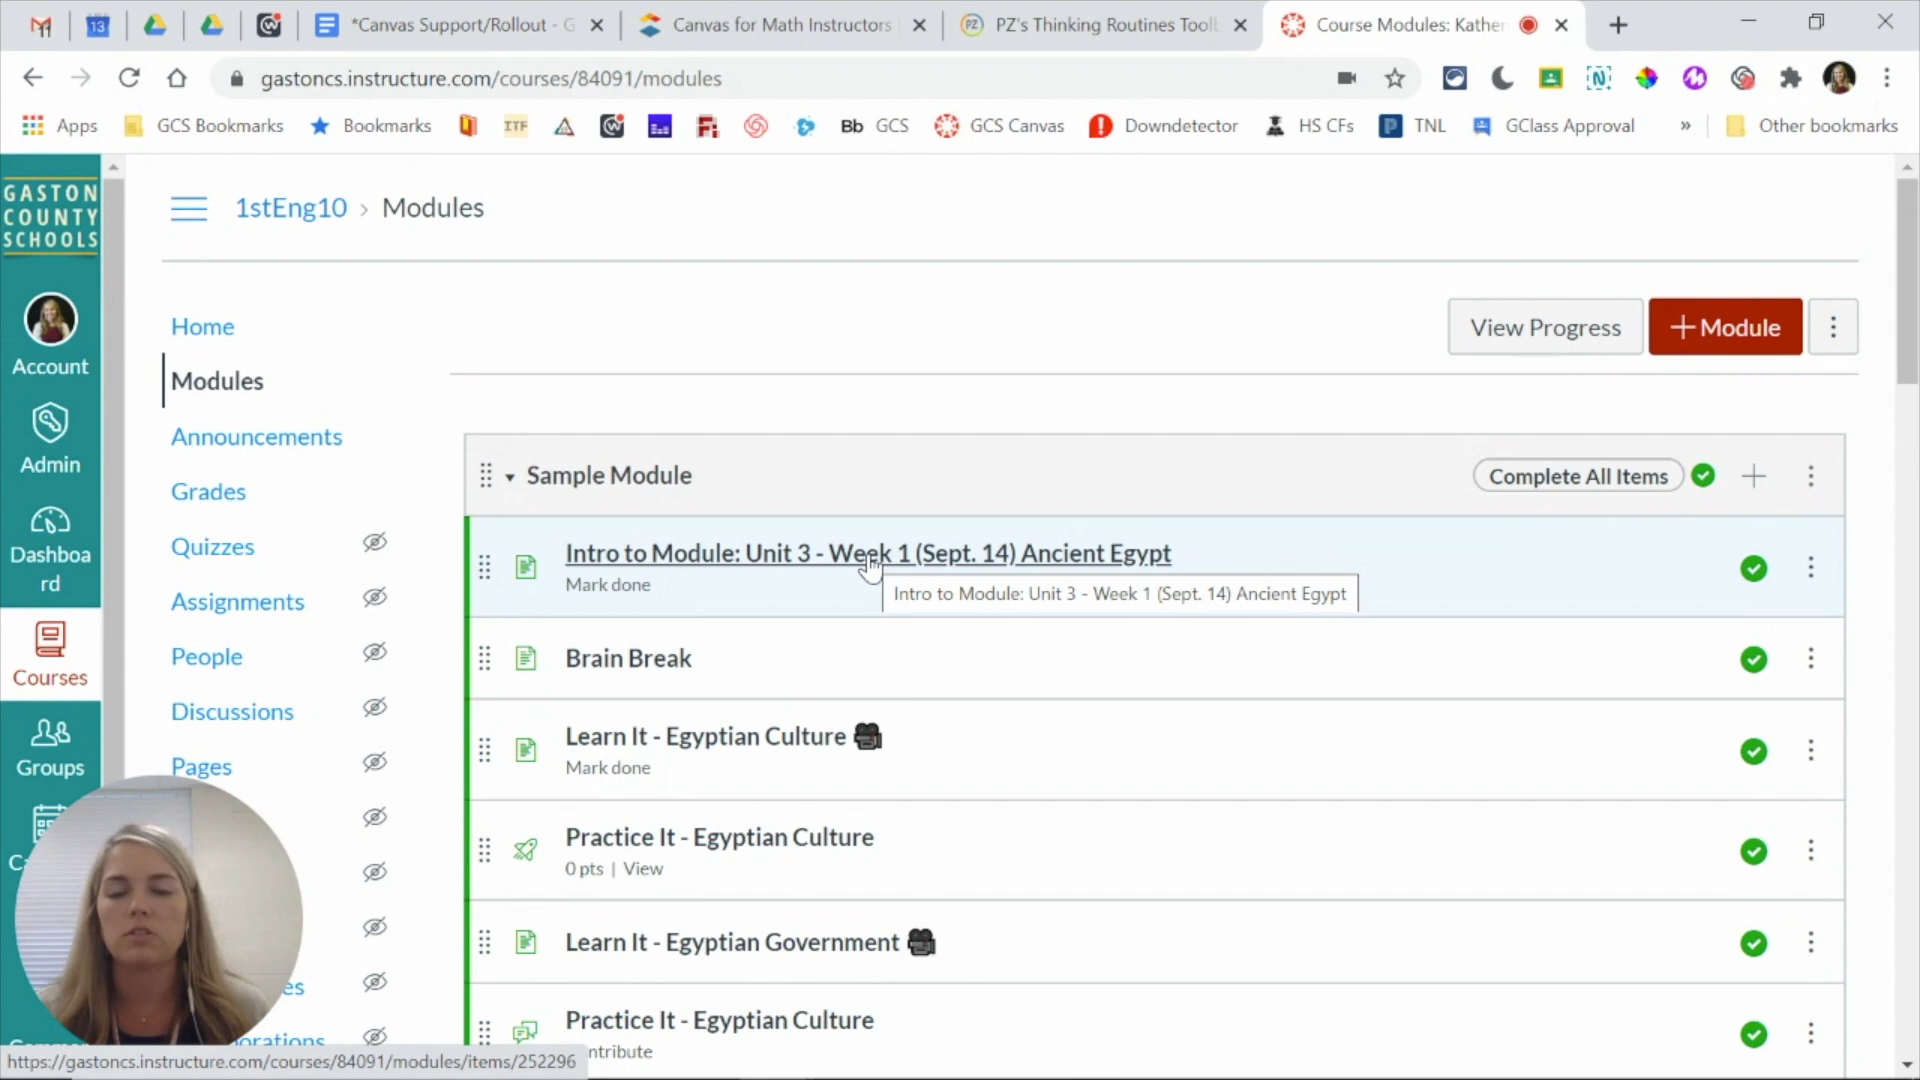 *Canvas Support/Rollout - G
Canvas for Math Instructors
PZ's Thinking Routines Toolb
Course Modules: Kather
gastoncs.instructure.com/courses/84091/modules
Apps
GCS Bookmarks
Bookmarks
ITF
Bb GCS
GCS Canvas
Downdetector
HS CFs
TNL
GClass Approval
»
Other bookmarks
GASTON
COUNTY
SCHOOLS
1stEng10 › Modules
Account
Admin
Dashboa
rd
Courses
Groups
Home
Modules
Announcements
Grades
Quizzes
Assignments
People
Discussions
Pages
es
orations
View Progress
+ Module
Sample Module
Complete All Items
Intro to Module: Unit 3 - Week 1 (Sept. 14) Ancient Egypt
Mark done
Intro to Module: Unit 3 - Week 1 (Sept. 14) Ancient Egypt
Brain Break
Learn It - Egyptian Culture
Mark done
Practice It - Egyptian Culture
0 pts | View
Learn It - Egyptian Government
Practice It - Egyptian Culture
ntribute
https://gastoncs.instructure.com/courses/84091/modules/items/252296